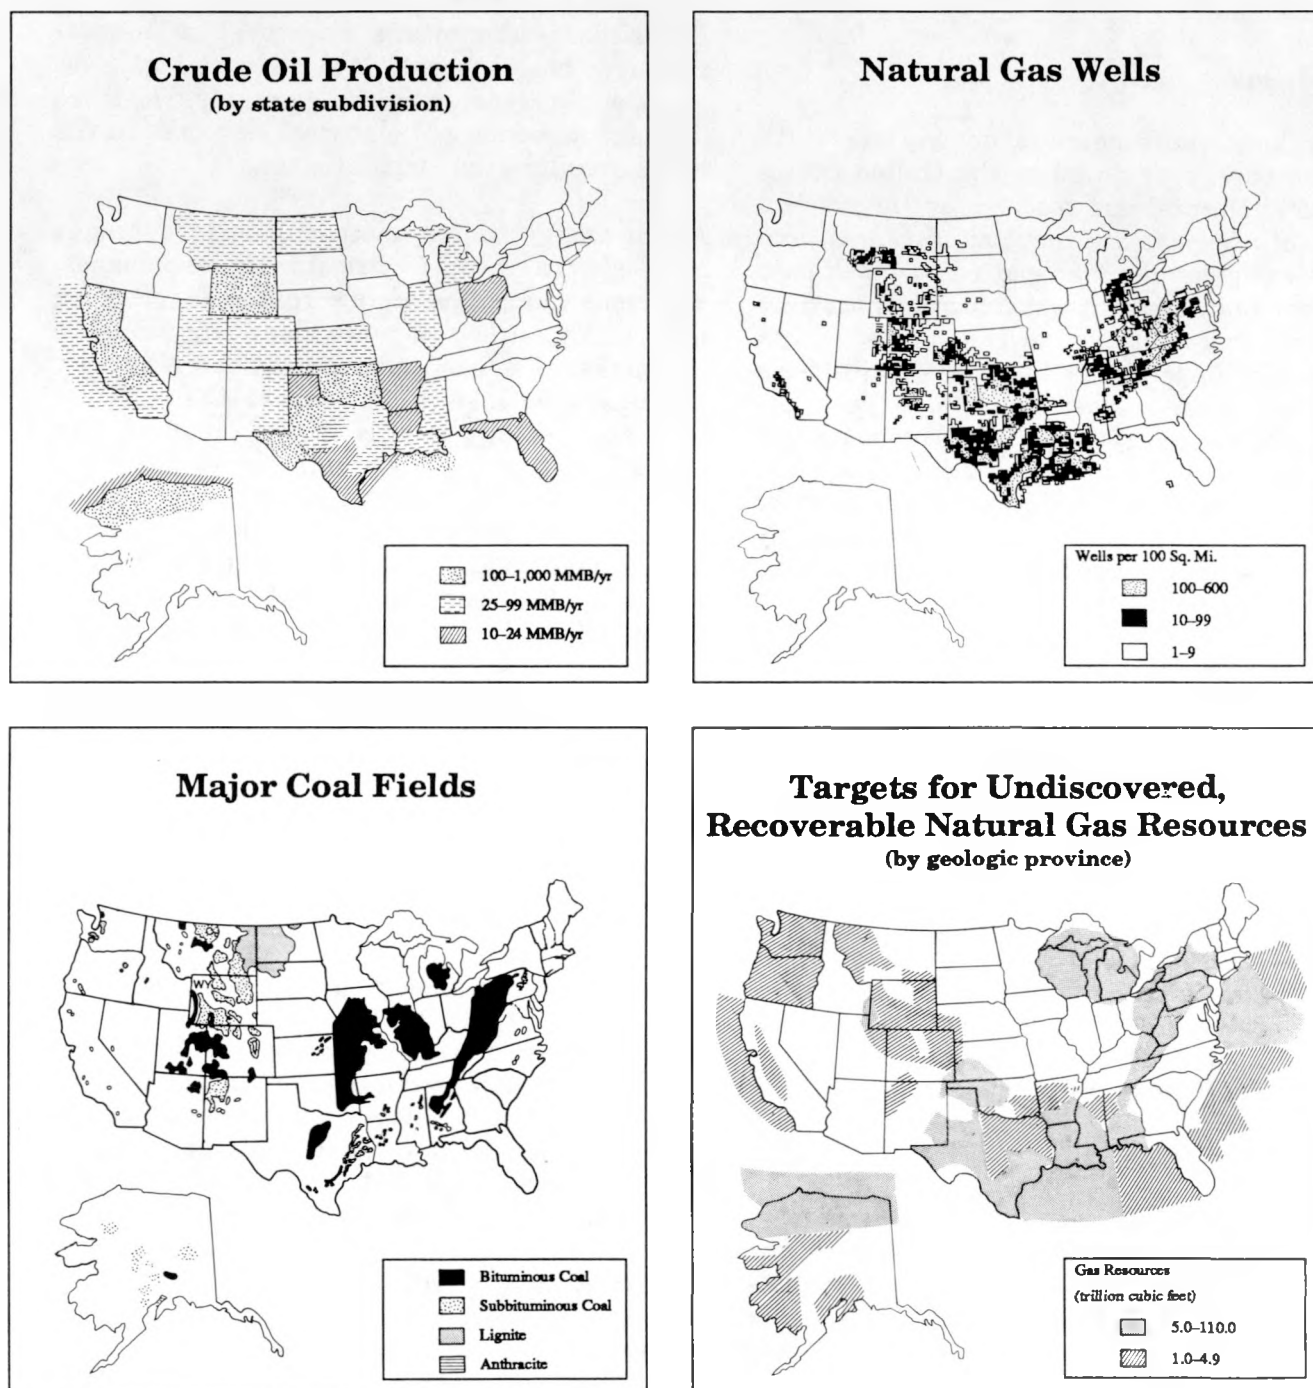 Crude Oil Production
(by state subdivision)
100–1,000 MMB/yr
25–99 MMB/yr
10–24 MMB/yr
Natural Gas Wells
Wells per 100 Sq. Mi.
100–600
10–99
1–9
Major Coal Fields
WY
Bituminous Coal
Subbituminous Coal
Lignite
Anthracite
Targets for Undiscovered,
Recoverable Natural Gas Resources
(by geologic province)
Gas Resources
(trillion cubic feet)
5.0–110.0
1.0–4.9